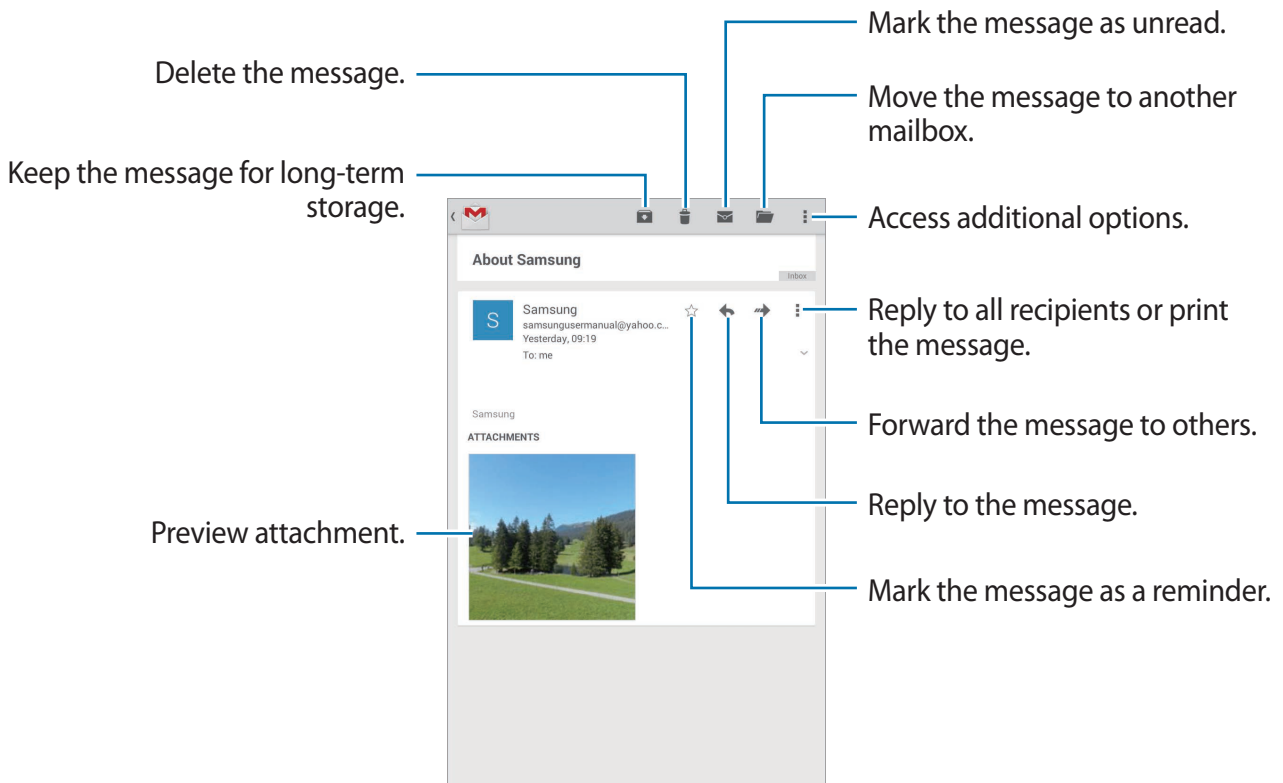 Mark the message as unread.
Delete the message.
Move the message to another
mailbox.
Keep the message for long-term
storage.
Access additional options.
About Samsung
Inbox
S
Samsung
samsungusermanual@yahoo.c...
Yesterday, 09:19
To: me
Reply to all recipients or print
the message.
Samsung
ATTACHMENTS
Forward the message to others.
Reply to the message.
Preview attachment.
Mark the message as a reminder.